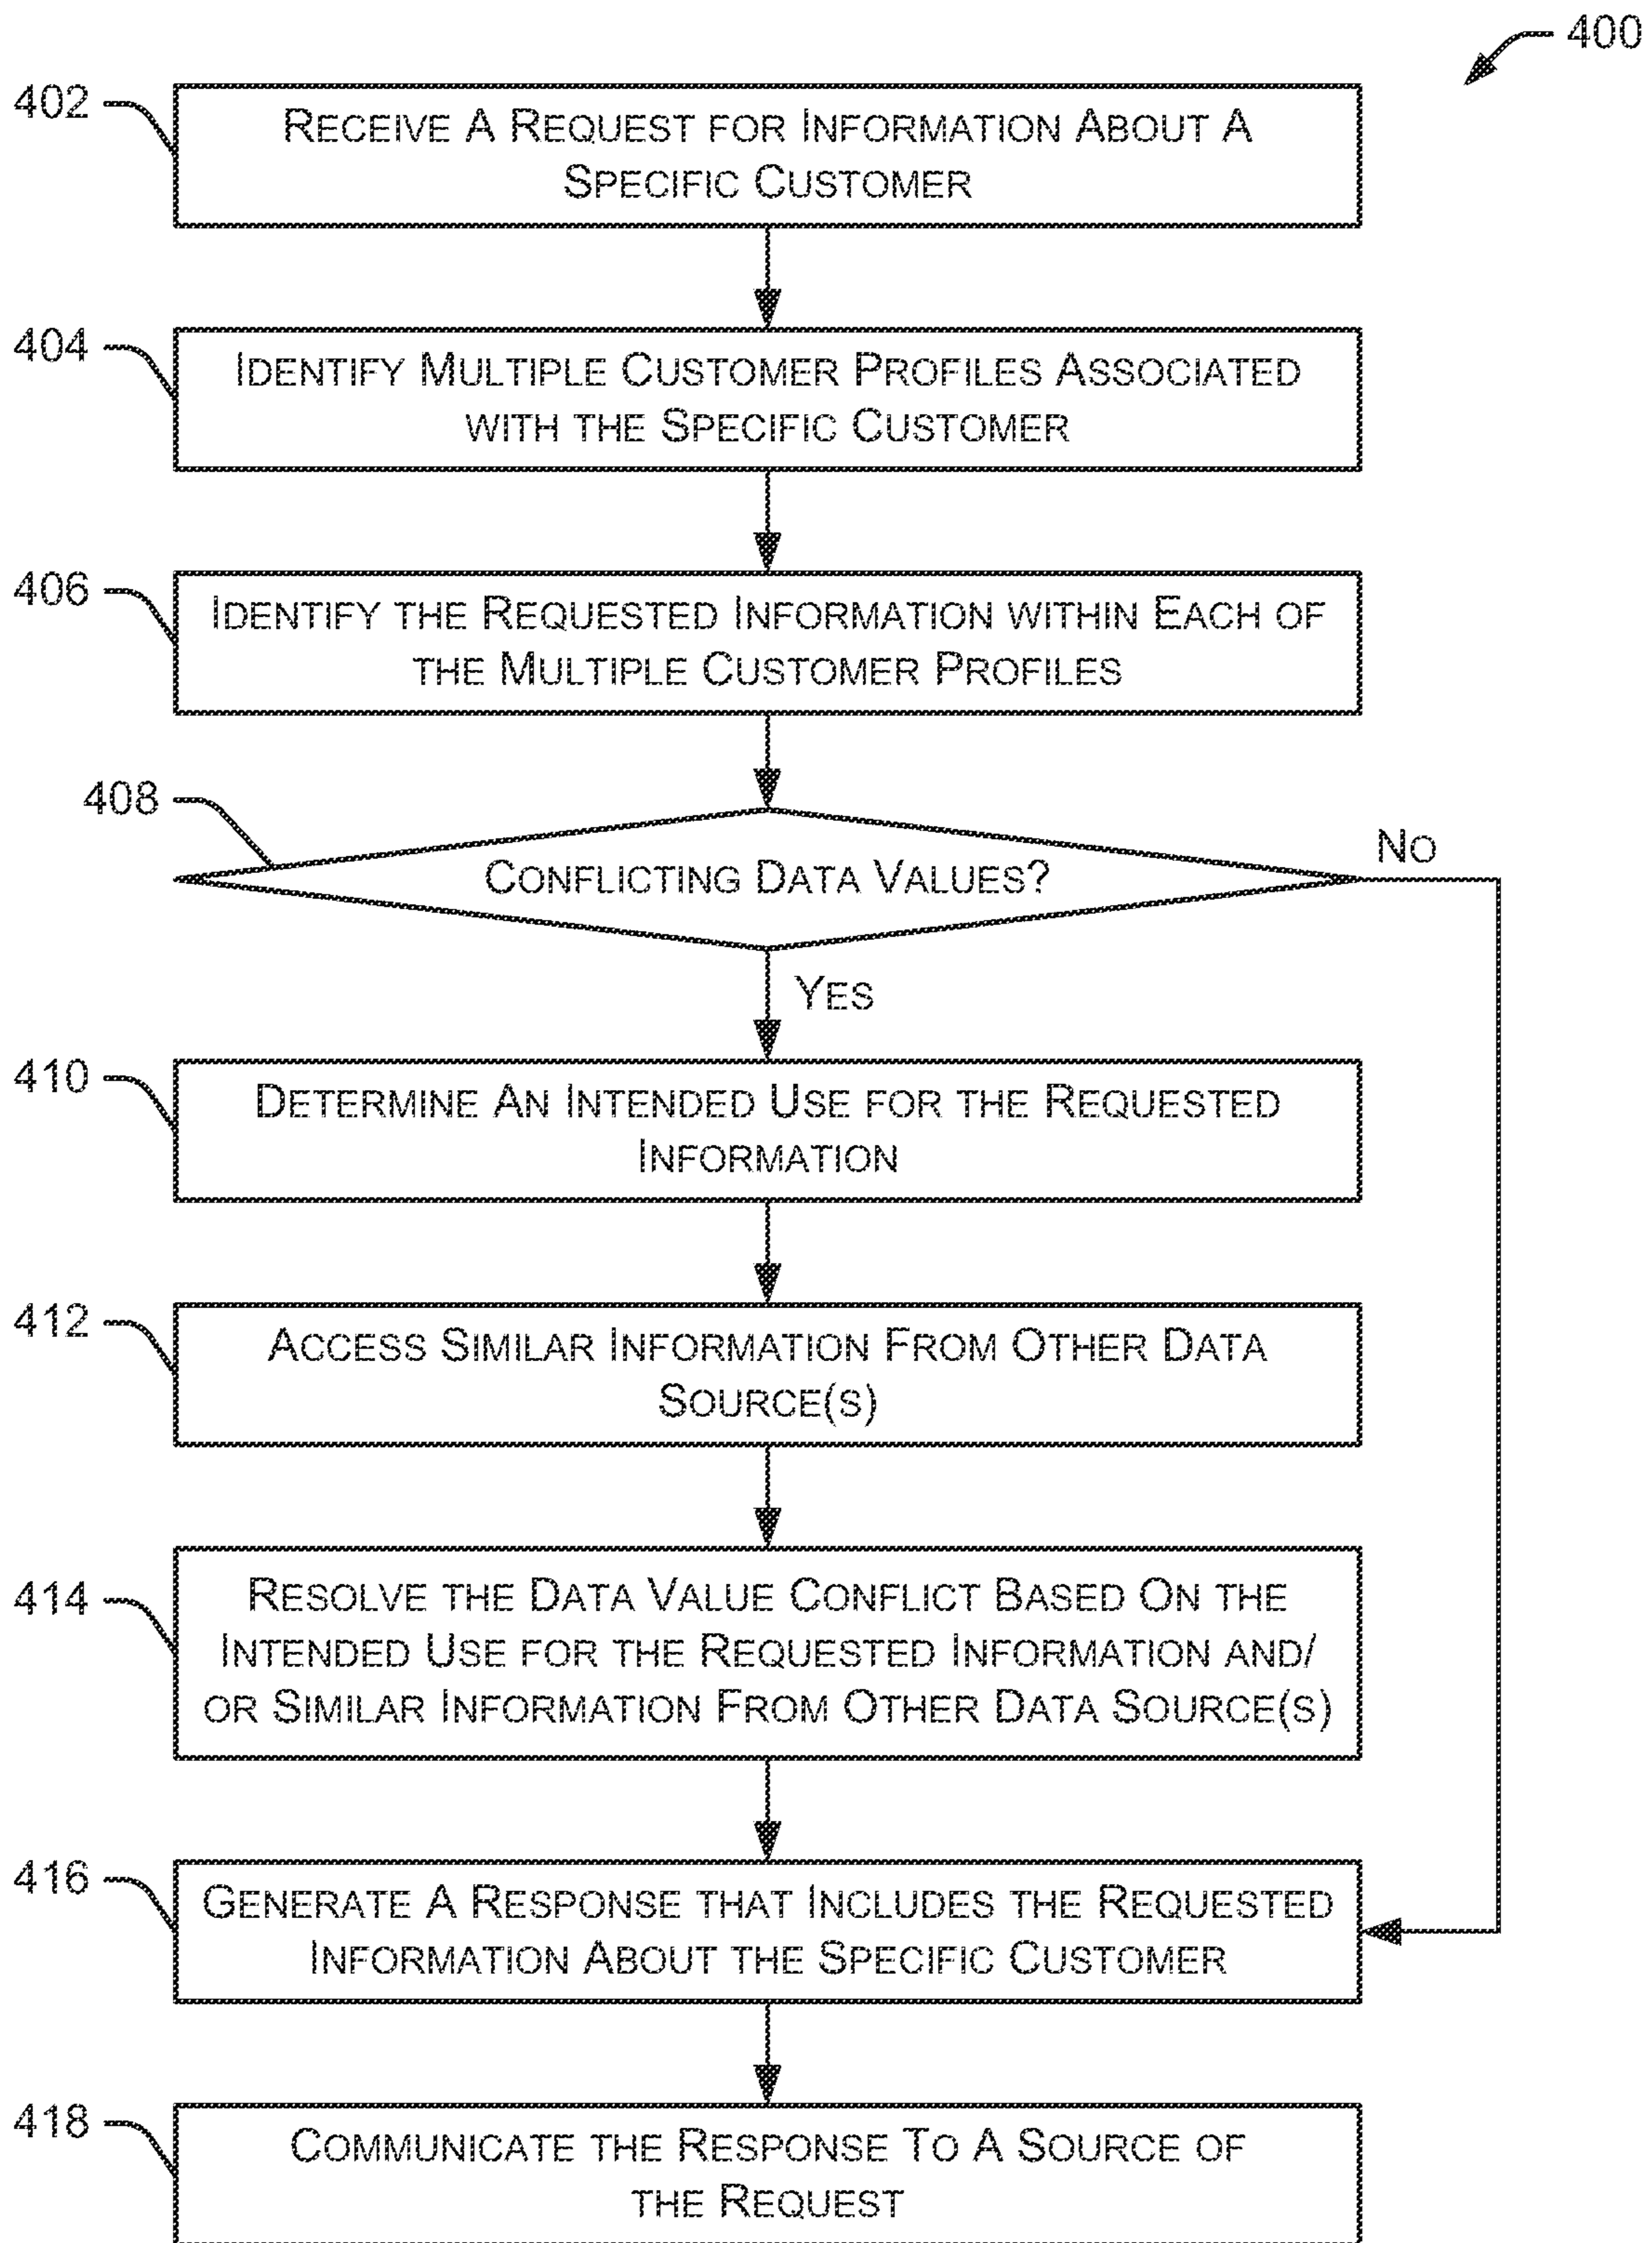 400
402
RECEIVE A REQUEST FOR INFORMATION ABOUT A
SPECIFIC CUSTOMER
404
IDENTIFY MULTIPLE CUSTOMER PROFILES ASSOCIATED
WITH THE SPECIFIC CUSTOMER
406
IDENTIFY THE REQUESTED INFORMATION WITHIN EACH OF
THE MULTIPLE CUSTOMER PROFILES
408
CONFLICTING DATA VALUES?
NO
YES
410
DETERMINE AN INTENDED USE FOR THE REQUESTED
INFORMATION
412
ACCESS SIMILAR INFORMATION FROM OTHER DATA
SOURCE(S)
414
RESOLVE THE DATA VALUE CONFLICT BASED ON THE
INTENDED USE FOR THE REQUESTED INFORMATION AND/
OR SIMILAR INFORMATION FROM OTHER DATA SOURCE(S)
416
GENERATE A RESPONSE THAT INCLUDES THE REQUESTED
INFORMATION ABOUT THE SPECIFIC CUSTOMER
418
COMMUNICATE THE RESPONSE TO A SOURCE OF
THE REQUEST